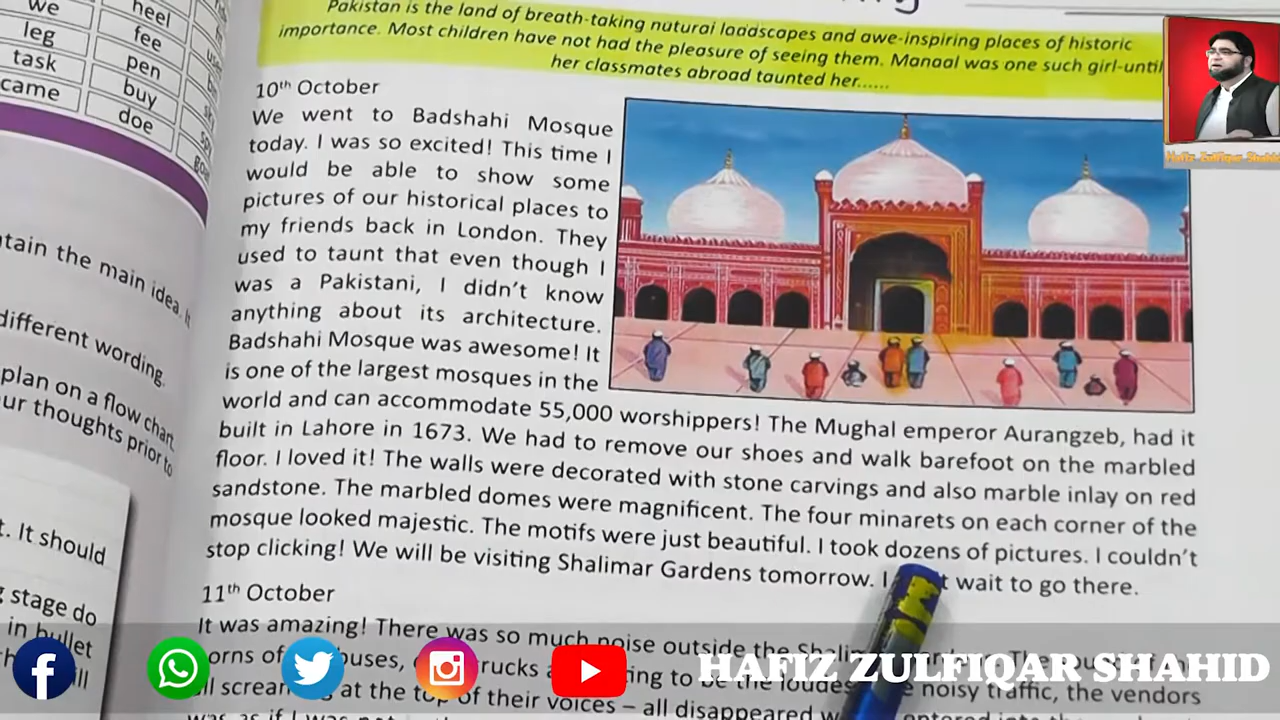 we
leg
task
came
heel
fee
pen
buy
doe
tain the main idea. It
different wording.
plan on a flow chart.
ur thoughts prior to
t. It should
g stage do
in bullet
Pakistan is the land of breath-taking natural landscapes and awe-inspiring places of historic
importance. Most children have not had the pleasure of seeing them. Manaal was one such girl-until
her classmates abroad taunted her......
10th October
We went to Badshahi Mosque
today. I was so excited! This time I
would be able to show some
pictures of our historical places to
my friends back in London. They
used to taunt that even though I
was a Pakistani, I didn't know
anything about its architecture.
Badshahi Mosque was awesome! It
is one of the largest mosques in the
world and can accommodate 55,000 worshippers! The Mughal emperor Aurangzeb, had it
built in Lahore in 1673. We had to remove our shoes and walk barefoot on the marbled
floor. I loved it! The walls were decorated with stone carvings and also marble inlay on red
sandstone. The marbled domes were magnificent. The four minarets on each corner of the
mosque looked majestic. The motifs were just beautiful. I took dozens of pictures. I couldn't
stop clicking! We will be visiting Shalimar Gardens tomorrow. I wait to go there.
11th October
It was amazing! There was so much noise outside the
orns of buses, rucks to be the loudes noisy traffic, the vendors
at the top of their voices – all disappeared
Hafiz Zulfiqar Shahid
HAFIZ ZULFIQAR SHAHID